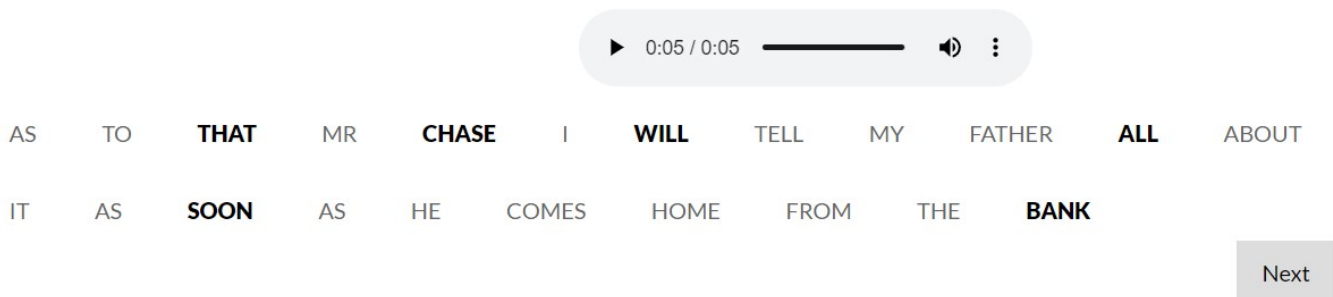 0:05 / 0:05
AS TO THAT MR CHASE I WILL TELL MY FATHER ALL ABOUT
IT AS SOON AS HE COMES HOME FROM THE BANK
Next